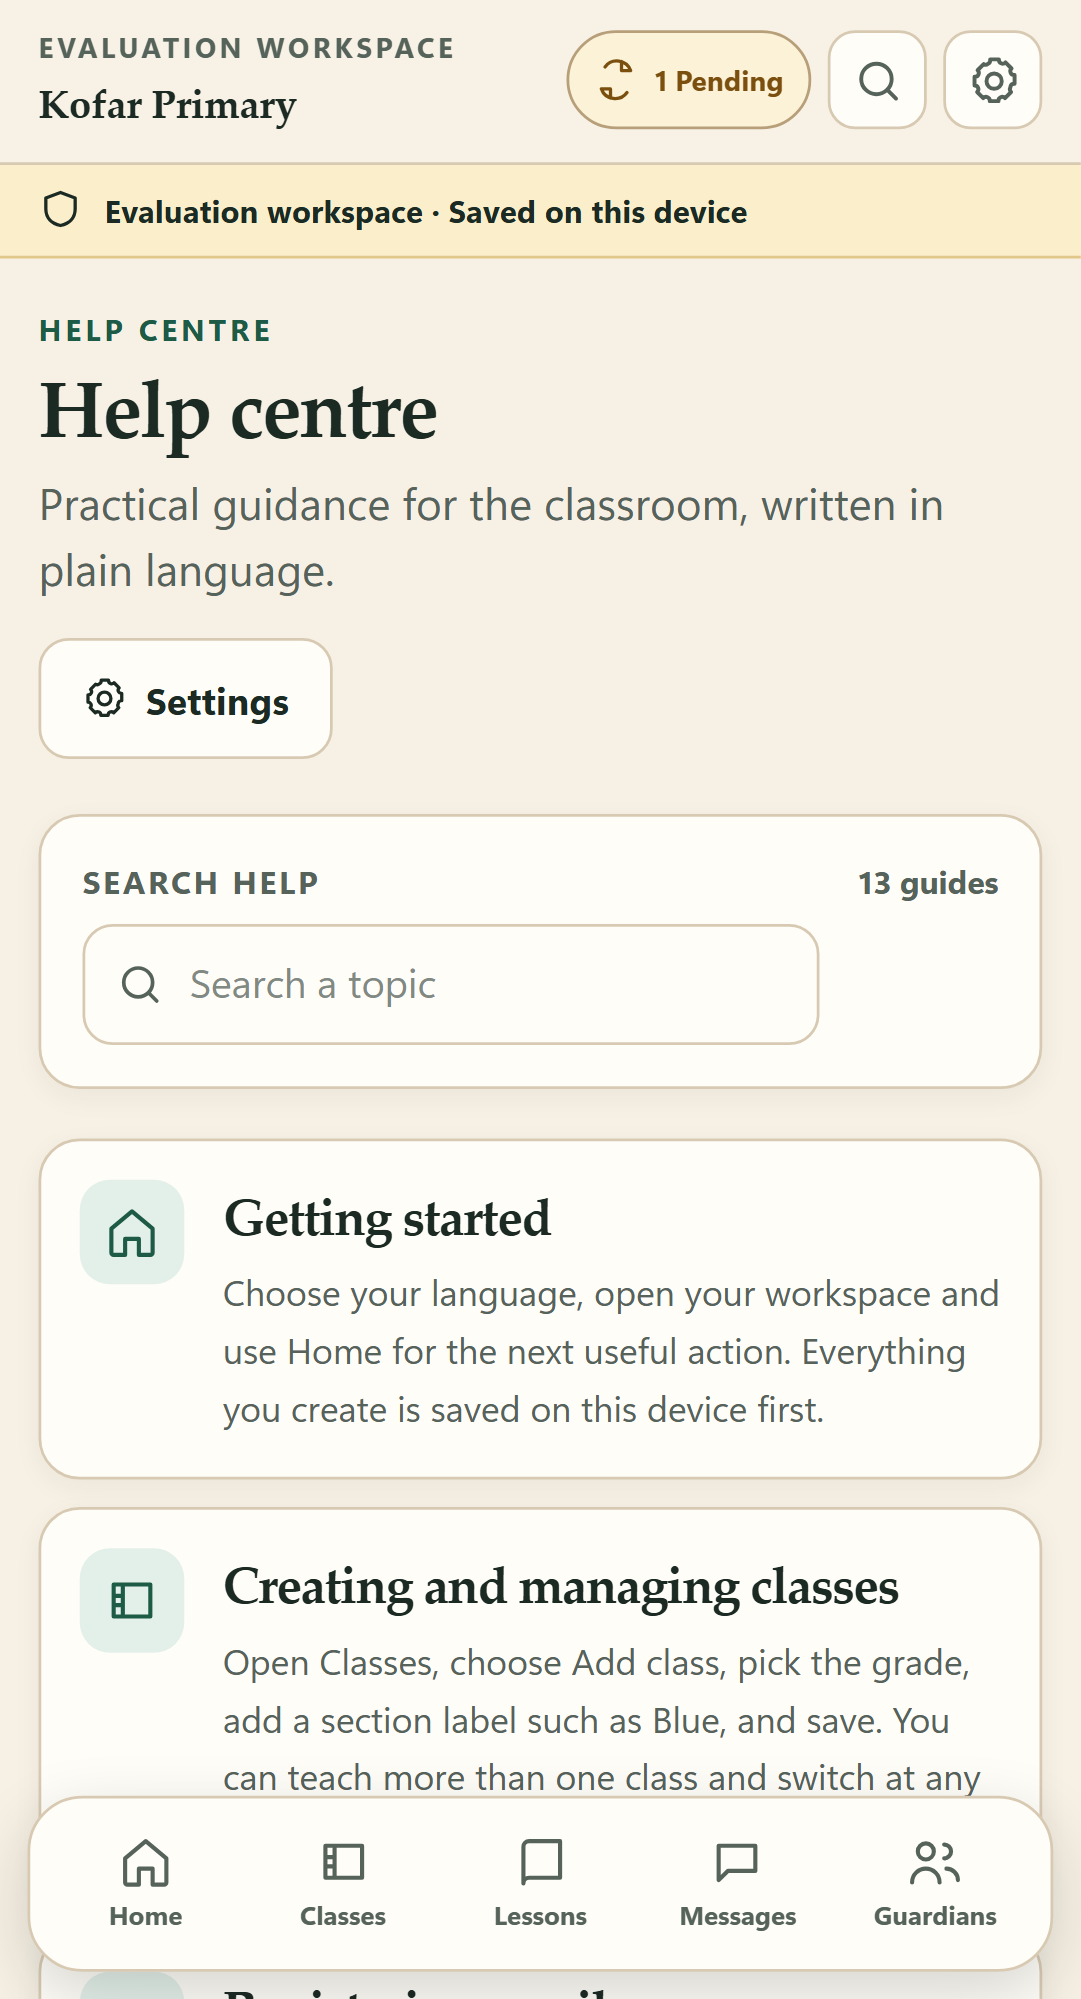 EVALUATION WORKSPACE
Kofar Primary
1 Pending
Evaluation workspace · Saved on this device
HELP CENTRE
Help centre
Practical guidance for the classroom, written in
plain language.
Settings
SEARCH HELP
13 guides
Search a topic
Getting started
Choose your language, open your workspace and
use Home for the next useful action. Everything
you create is saved on this device first.
Creating and managing classes
Open Classes, choose Add class, pick the grade,
add a section label such as Blue, and save. You
can teach more than one class and switch at any
Home
Classes
Lessons
Messages
Guardians